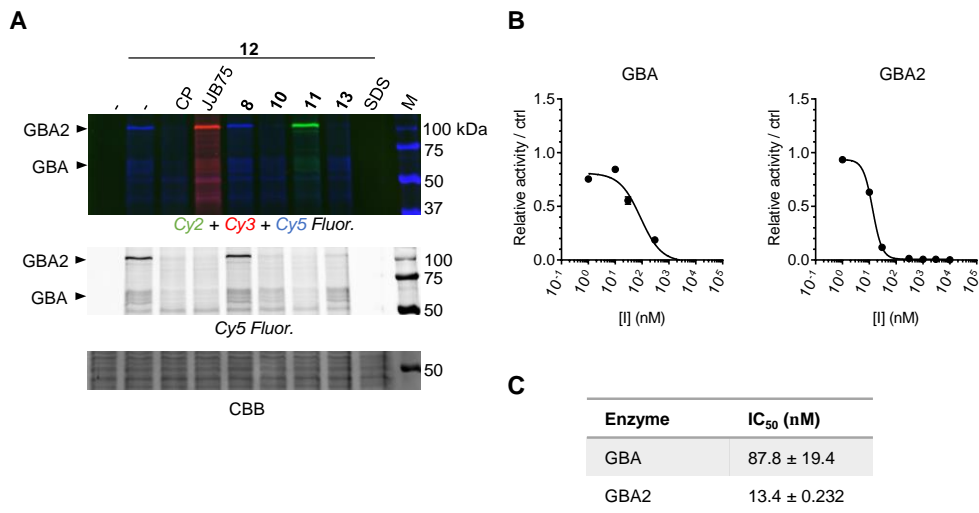 A
12
- - CP JJB75 8 10 11 13 SDS M
GBA2
GBA
100 kDa
75
50
37
Cy2 + Cy3 + Cy5 Fluor.
GBA2
GBA
100
75
50
Cy5 Fluor.
50
CBB
B
GBA
Relative activity / ctrl
1.5
1.0
0.5
0.0
10-1 10⁰ 10¹ 10² 10³ 10⁴ 10⁵
[I] (nM)
GBA2
Relative activity / ctrl
1.5
1.0
0.5
0.0
10-1 10⁰ 10¹ 10² 10³ 10⁴ 10⁵
[I] (nM)
C
Enzyme IC₅₀ (nM)
GBA 87.8 ± 19.4
GBA2 13.4 ± 0.232